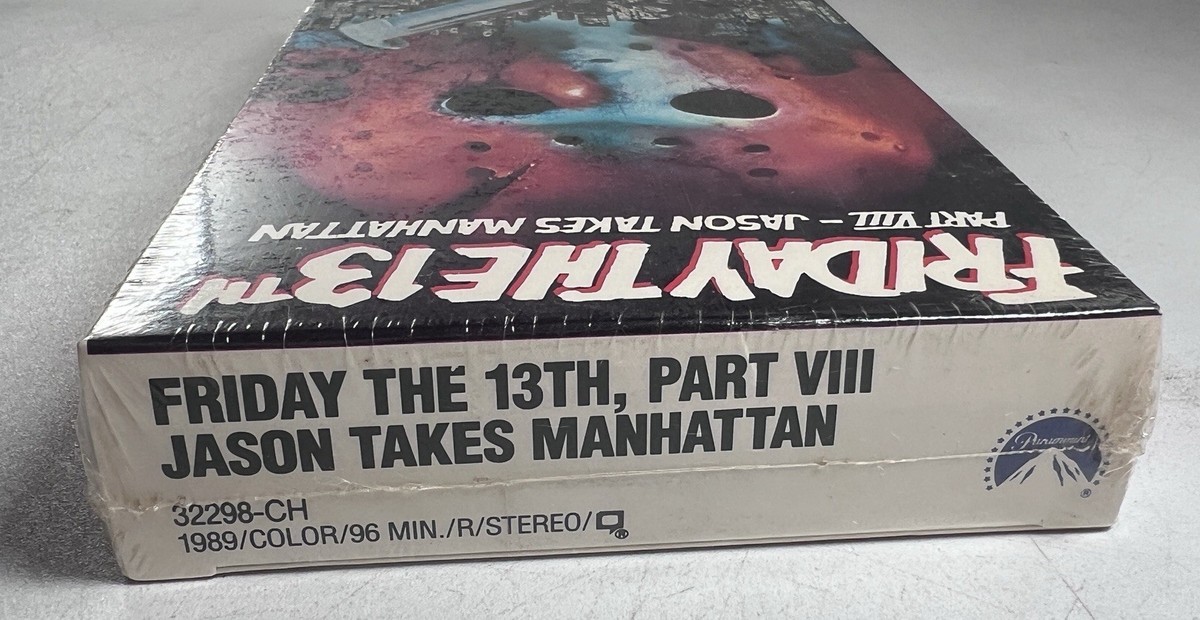 PART VIII – JASON TAKES MANHATTAN
FRIDAY THE 13TH
FRIDAY THE 13TH, PART VIII
JASON TAKES MANHATTAN
32298-CH
1989/COLOR/96 MIN./R/STEREO/
®
Paramount
®